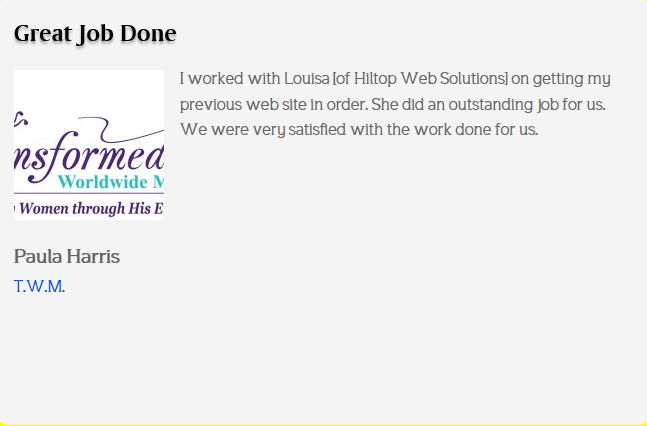 Great Job Done
I worked with Louisa [of Hiltop Web Solutions] on getting my
previous web site in order. She did an outstanding job for us.
We were very satisfied with the work done for us.
nsformed
Worldwide M
Women through His E
Paula Harris
T.W.M.